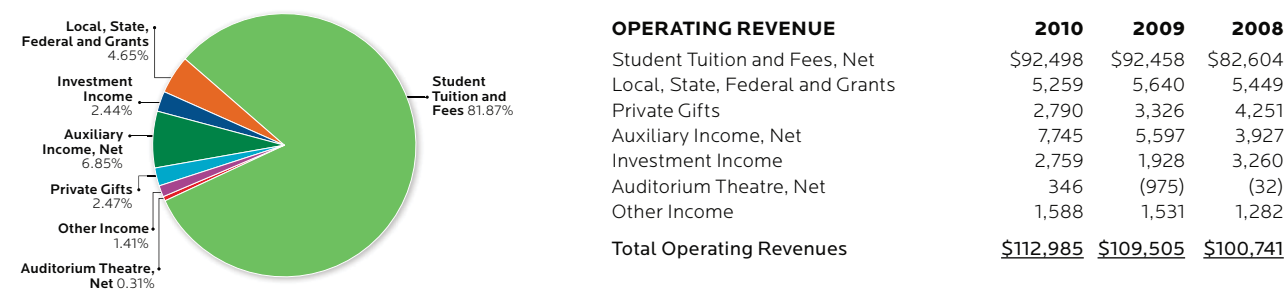 Local, State,
Federal and Grants
4.65%
Investment
Income
2.44%
Auxiliary
Income, Net
6.85%
Private Gifts
2.47%
Other Income
1.41%
Auditorium Theatre,
Net 0.31%
Student
Tuition and
Fees 81.87%
OPERATING REVENUE 2010 2009 2008
Student Tuition and Fees, Net $92,498 $92,458 $82,604
Local, State, Federal and Grants 5,259 5,640 5,449
Private Gifts 2,790 3,326 4,251
Auxiliary Income, Net 7,745 5,597 3,927
Investment Income 2,759 1,928 3,260
Auditorium Theatre, Net 346 (975) (32)
Other Income 1,588 1,531 1,282
Total Operating Revenues $112,985 $109,505 $100,741